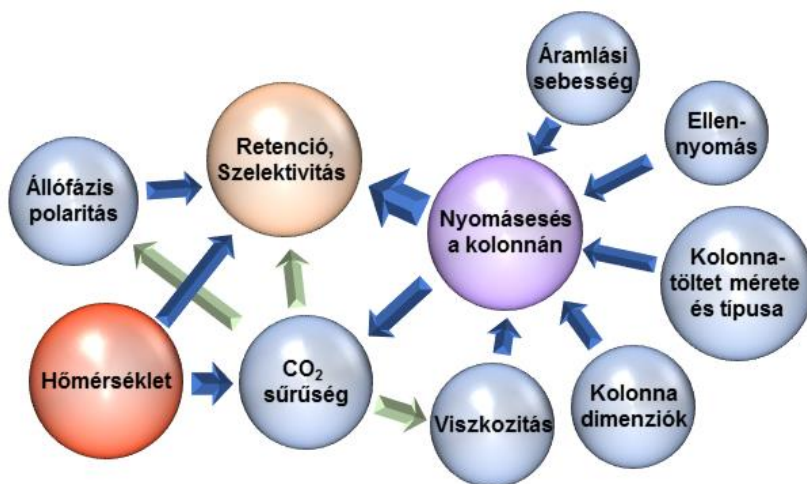 Áramlási
sebesség
Ellen-
nyomás
Retenció,
Szelektivitás
Állófázis
polaritás
Nyomásesés
a kolonnán
Kolonna-
töltet mérete
és típusa
Hőmérséklet
CO₂
sűrűség
Viszkozitás
Kolonna
dimenziók